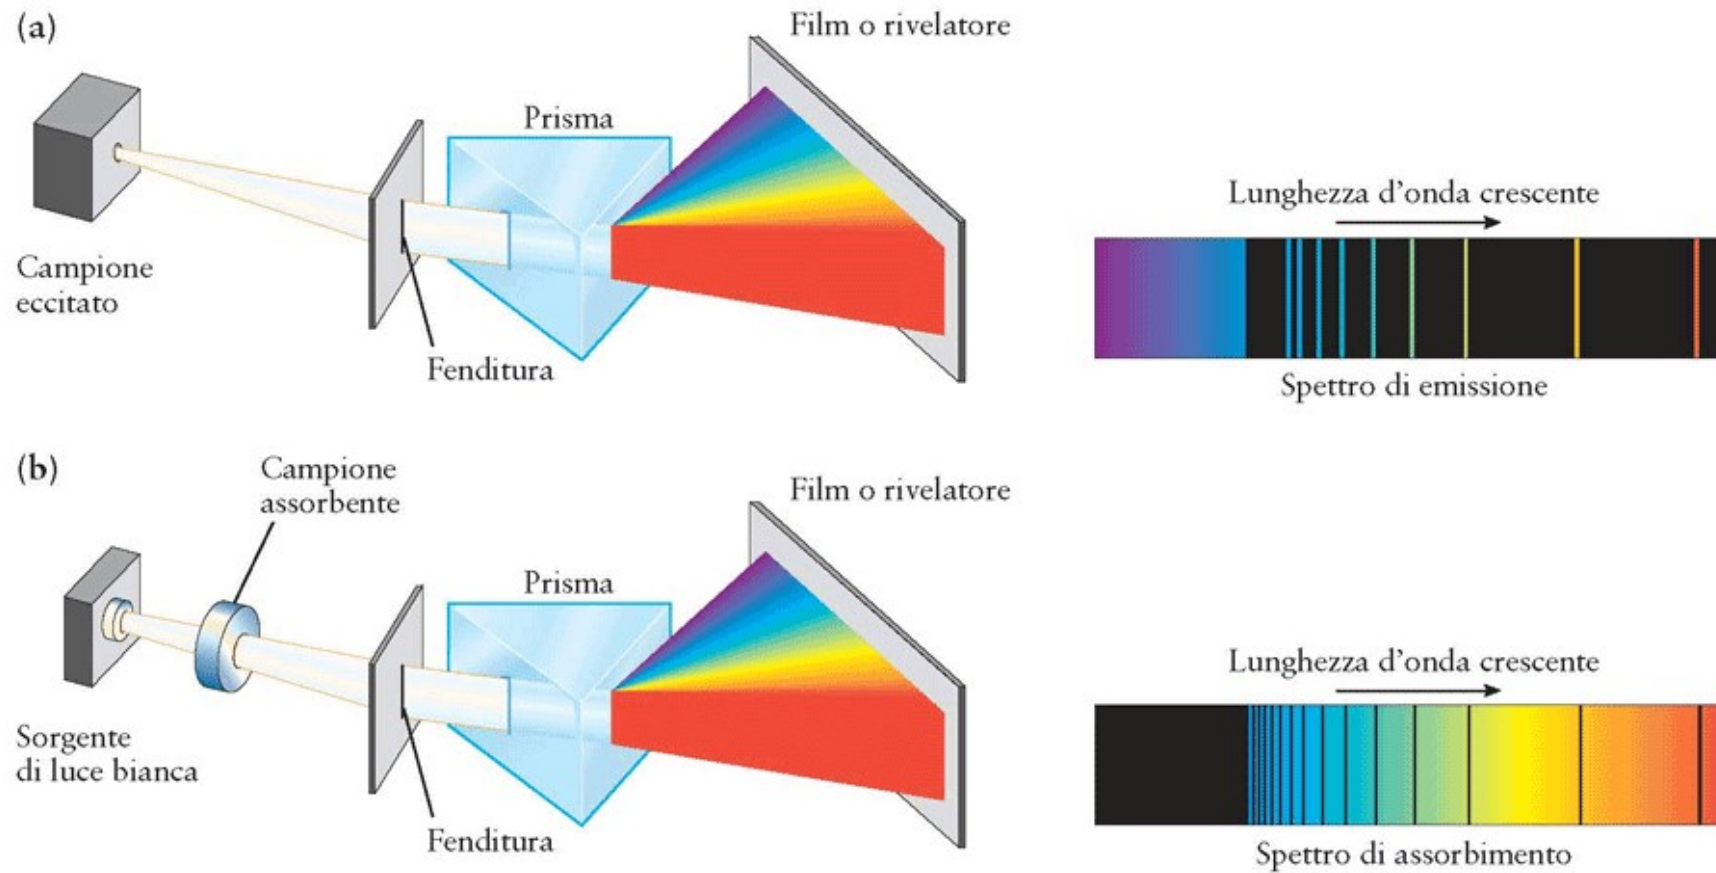 (a)
Film o rivelatore
Prisma
Campione
eccitato
Fenditura
Lunghezza d'onda crescente
Spettro di emissione
(b)
Campione
assorbente
Film o rivelatore
Prisma
Sorgente
di luce bianca
Fenditura
Lunghezza d'onda crescente
Spettro di assorbimento